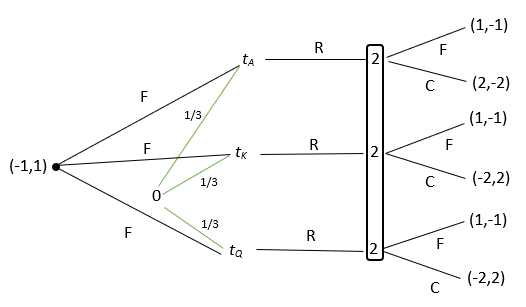 (1,-1)
F
t_A
R
2
C
(2,-2)
F
1/3
(1,-1)
(-1,1)
F
t_K
R
2
F
1/3
C
(-2,2)
0
1/3
(1,-1)
F
t_Q
R
2
F
C
(-2,2)